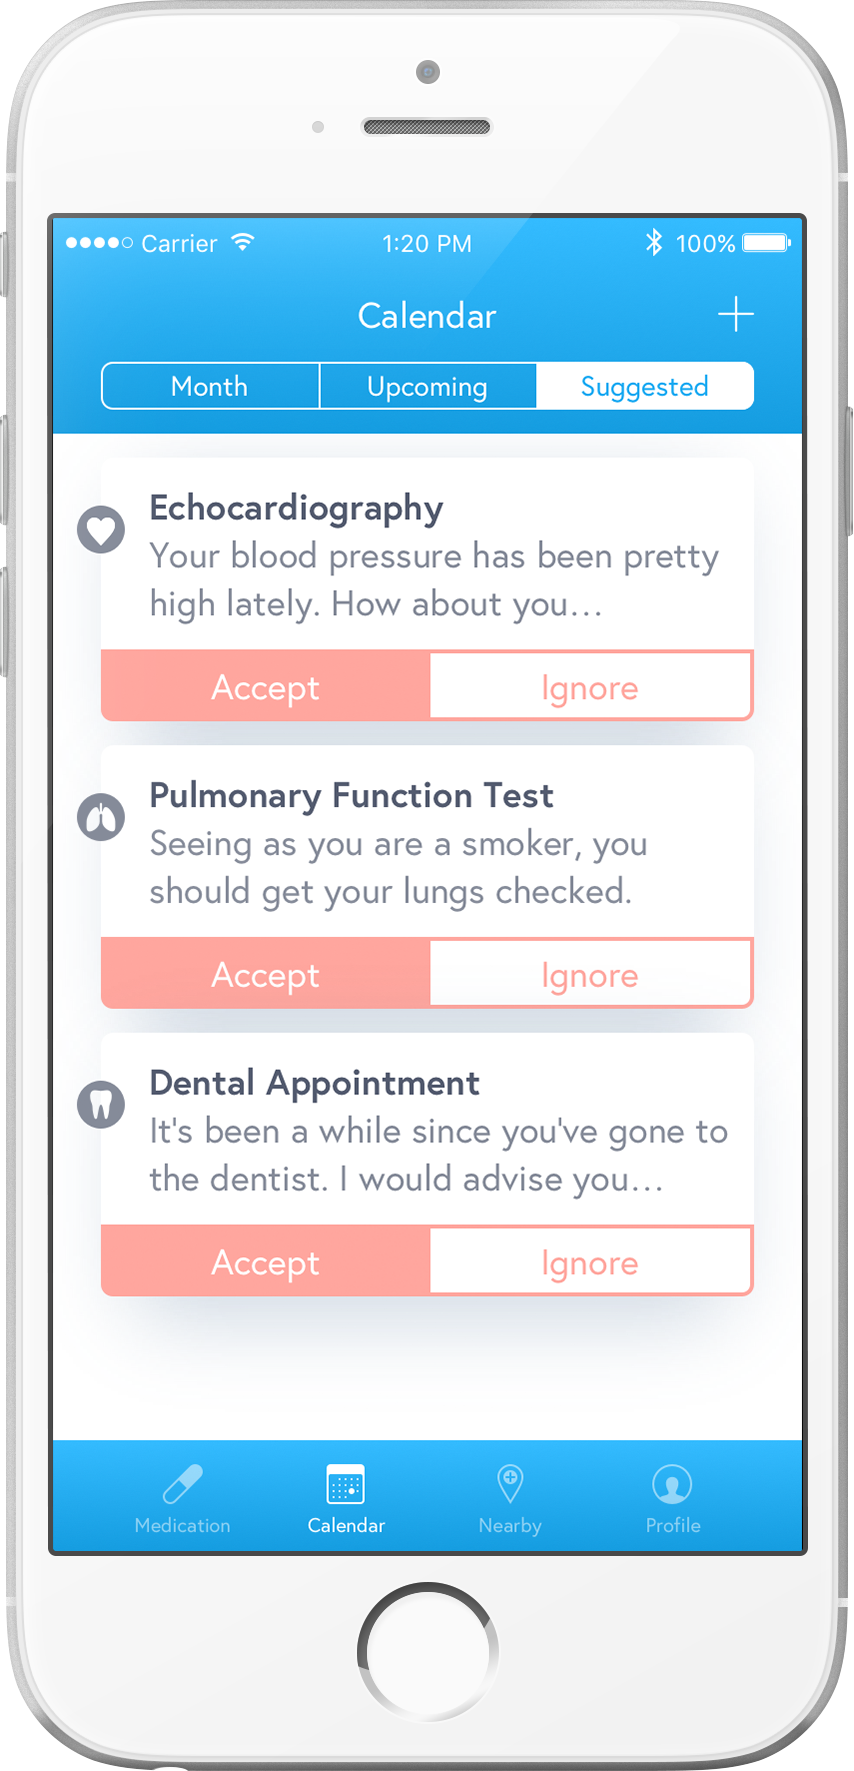 Carrier 1:20 PM 100%
Calendar
Month Upcoming Suggested
Echocardiography
Your blood pressure has been pretty
high lately. How about you...
Accept Ignore
Pulmonary Function Test
Seeing as you are a smoker, you
should get your lungs checked.
Accept Ignore
Dental Appointment
It's been a while since you've gone to
the dentist. I would advise you...
Accept Ignore
Medication Calendar Nearby Profile